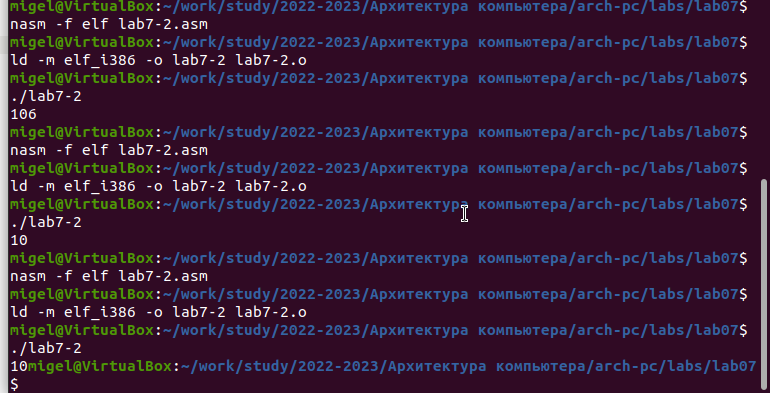 migel@VirtualBox:~/work/study/2022-2023/Архитектура компьютера/arch-pc/labs/lab07$
nasm -f elf lab7-2.asm
migel@VirtualBox:~/work/study/2022-2023/Архитектура компьютера/arch-pc/labs/lab07$
ld -m elf_i386 -o lab7-2 lab7-2.o
migel@VirtualBox:~/work/study/2022-2023/Архитектура компьютера/arch-pc/labs/lab07$
./lab7-2
106
migel@VirtualBox:~/work/study/2022-2023/Архитектура компьютера/arch-pc/labs/lab07$
nasm -f elf lab7-2.asm
migel@VirtualBox:~/work/study/2022-2023/Архитектура компьютера/arch-pc/labs/lab07$
ld -m elf_i386 -o lab7-2 lab7-2.o
migel@VirtualBox:~/work/study/2022-2023/Архитектура компьютера/arch-pc/labs/lab07$
./lab7-2
10
migel@VirtualBox:~/work/study/2022-2023/Архитектура компьютера/arch-pc/labs/lab07$
nasm -f elf lab7-2.asm
migel@VirtualBox:~/work/study/2022-2023/Архитектура компьютера/arch-pc/labs/lab07$
ld -m elf_i386 -o lab7-2 lab7-2.o
migel@VirtualBox:~/work/study/2022-2023/Архитектура компьютера/arch-pc/labs/lab07$
./lab7-2
10migel@VirtualBox:~/work/study/2022-2023/Архитектура компьютера/arch-pc/labs/lab07
$